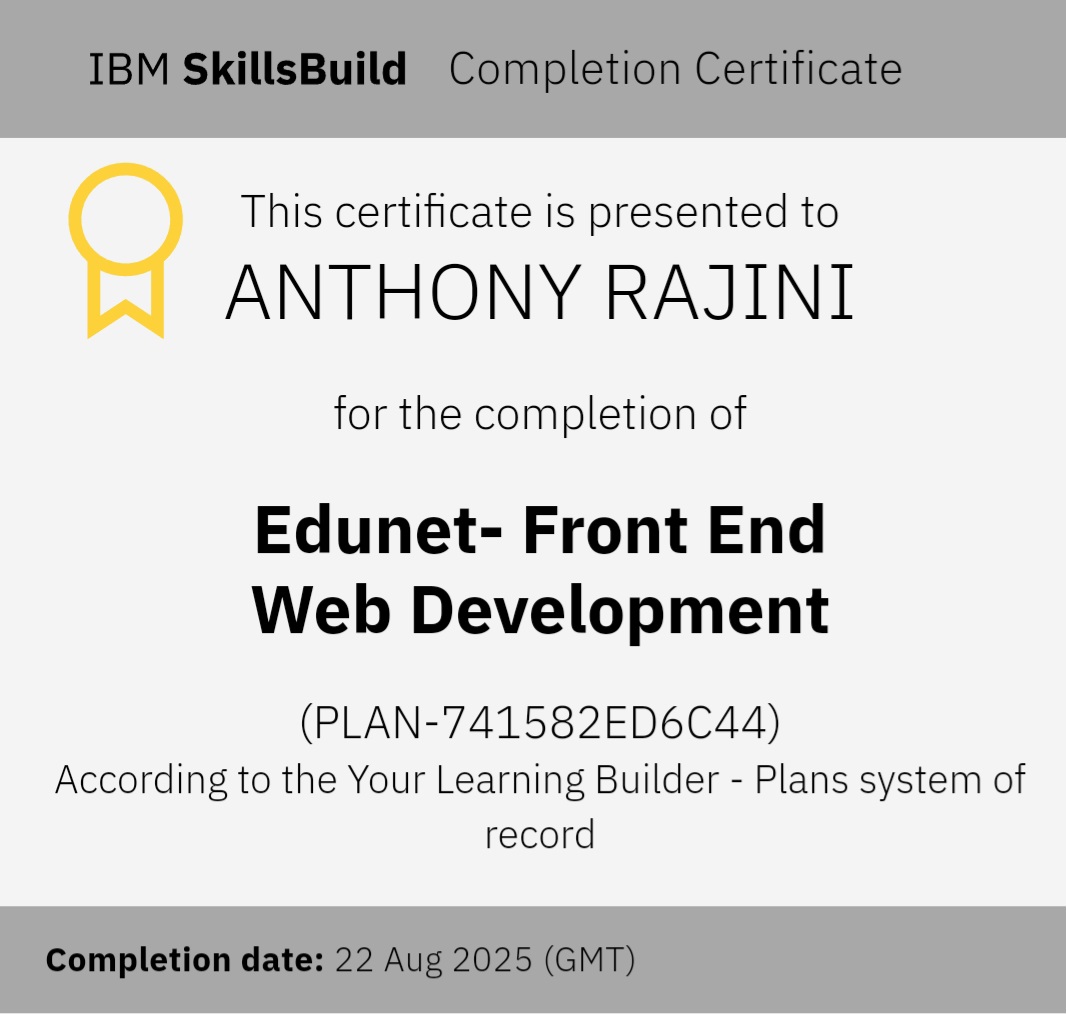 IBM SkillsBuild Completion Certificate
This certificate is presented to
ANTHONY RAJINI
for the completion of
Edunet- Front End
Web Development
(PLAN-741582ED6C44)
According to the Your Learning Builder - Plans system of
record
Completion date: 22 Aug 2025 (GMT)